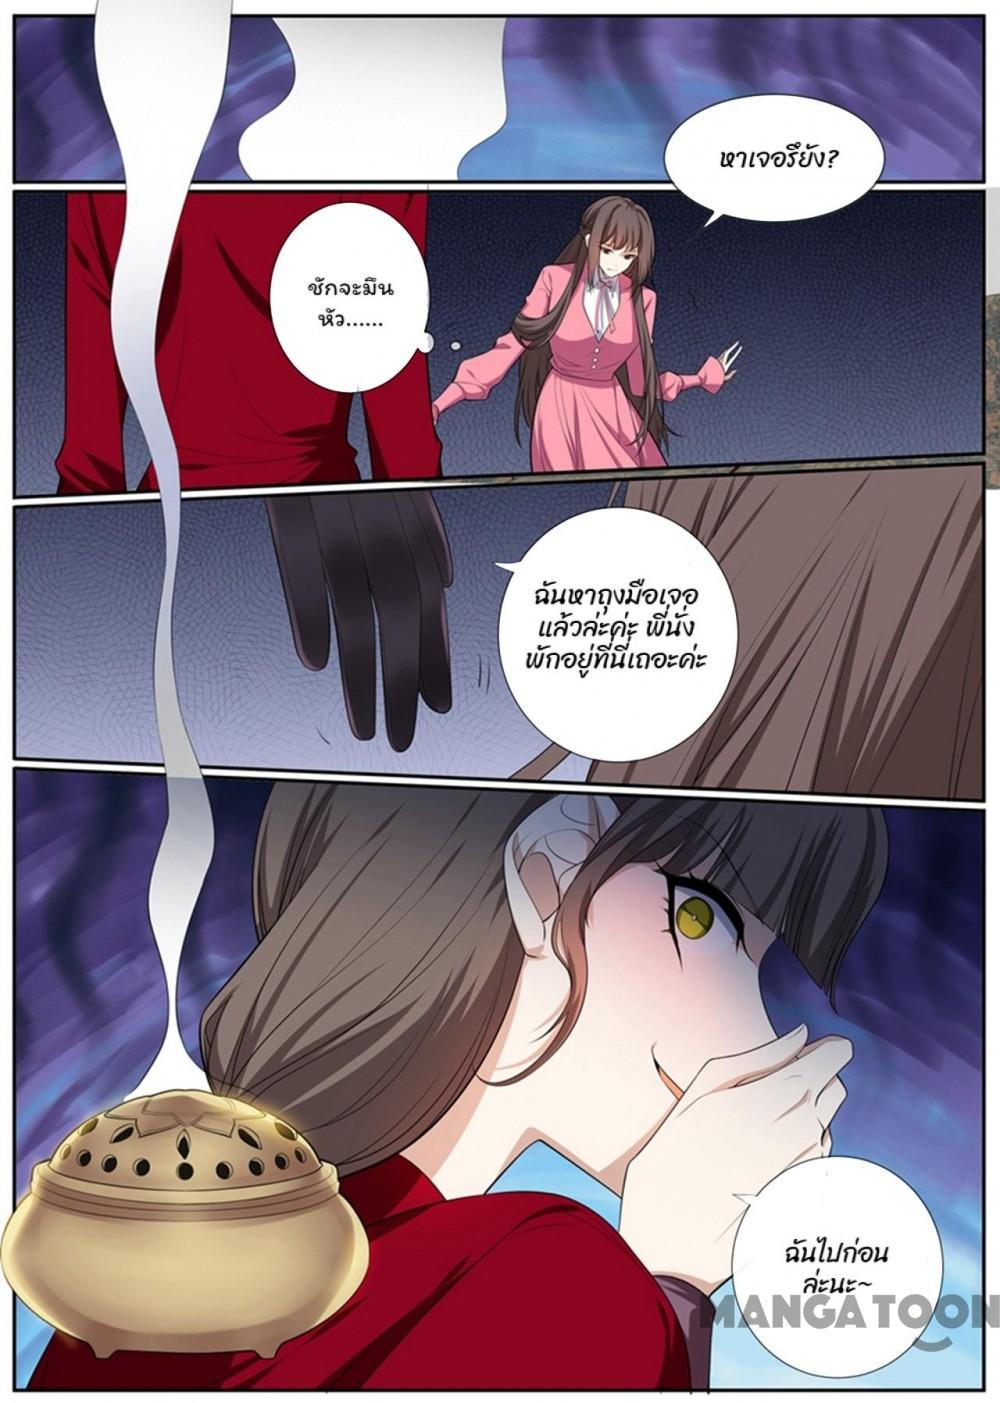 หาเจอรึยัง?
ชักจะมึน
หัว......
ฉันหาถุงมือเจอ
แล้วล่ะค่ะ พี่นั่ง
พักอยู่ที่นี่เถอะค่ะ
ฉันไปก่อน
ล่ะนะ~
MANGATOON